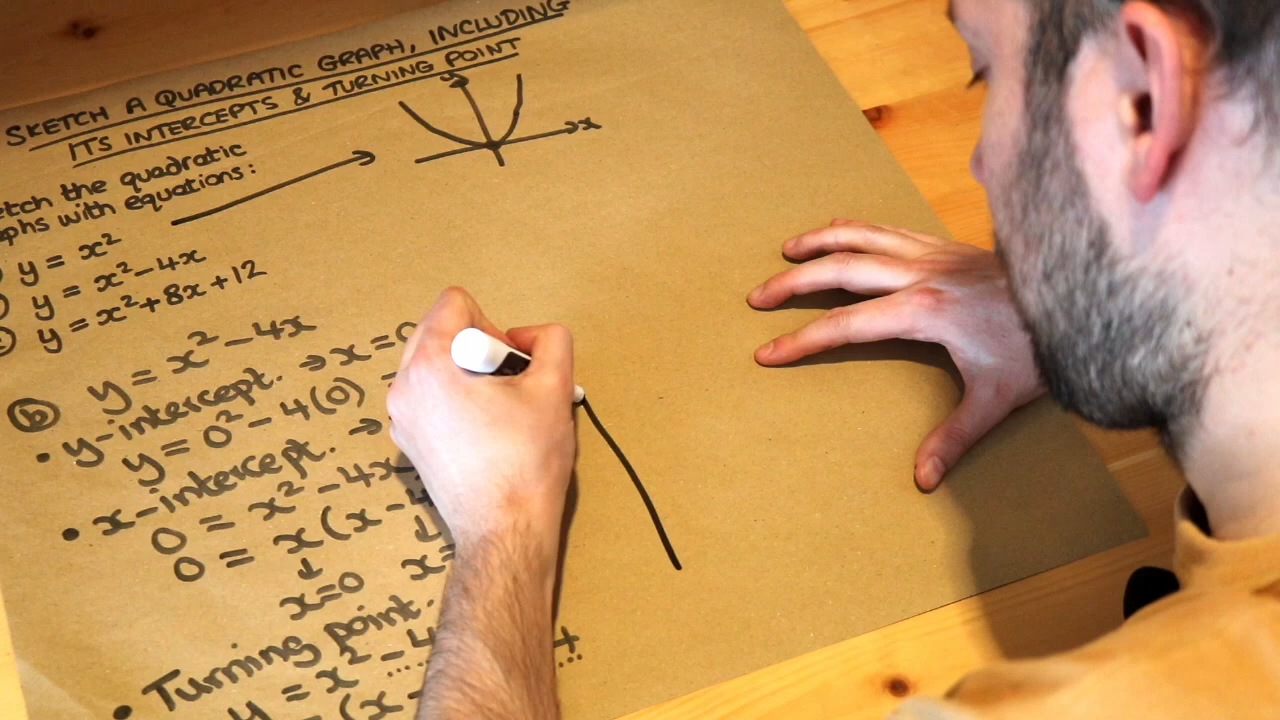 SKETCH A QUADRATIC GRAPH, INCLUDING
ITS INTERCEPTS & TURNING POINT
the quadratic
with equations:
y
x
y = x²
y = x² - 4x
y = x² + 8x + 12
(b) y = x² - 4x
• y-intercept. → x=0
y = 0² - 4(0)
• x-intercept. →
0 = x² - 4x
0 = x(x - 4
x=0 x=
• Turning point.
y = x² - 4
= (x -